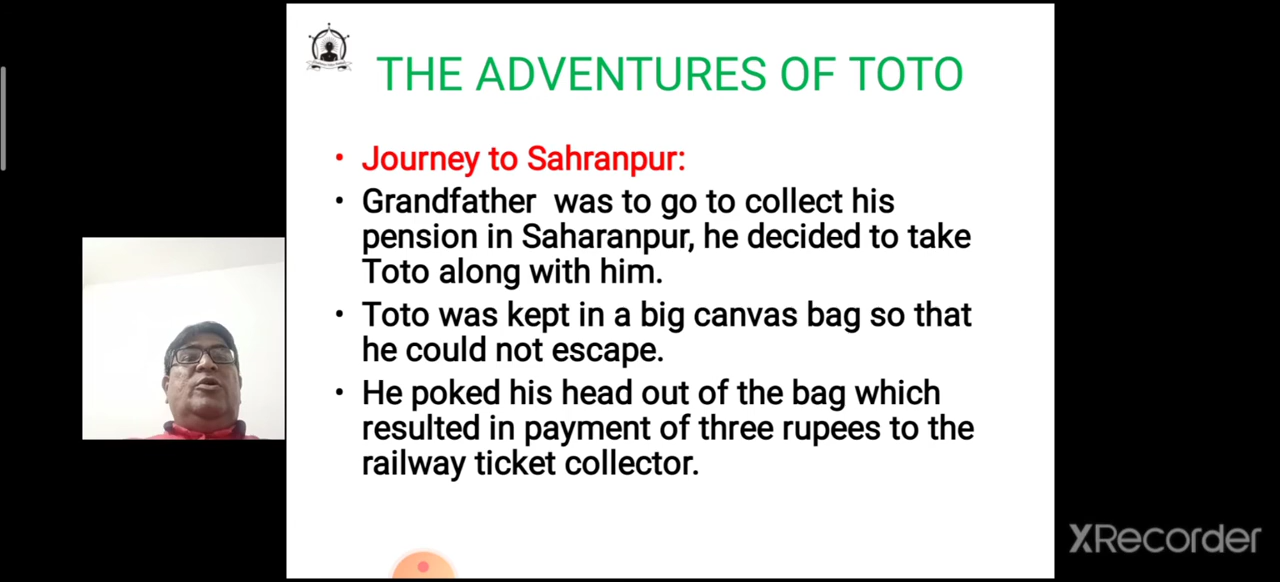 THE ADVENTURES OF TOTO
• Journey to Sahranpur:
• Grandfather was to go to collect his
pension in Saharanpur, he decided to take
Toto along with him.
• Toto was kept in a big canvas bag so that
he could not escape.
• He poked his head out of the bag which
resulted in payment of three rupees to the
railway ticket collector.
XRecorder